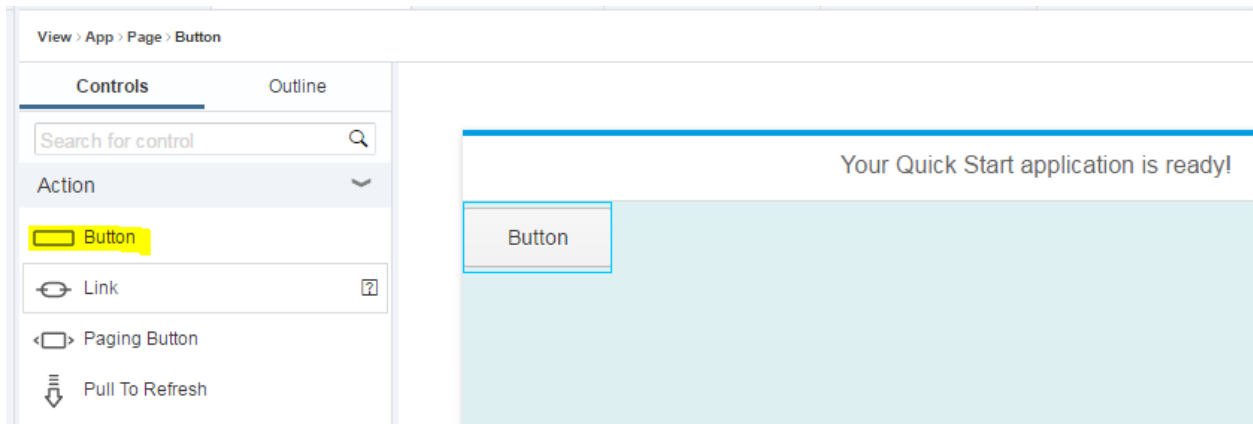 View > App > Page > Button
Controls
Outline
Search for control
Action
Button
Link
?
Paging Button
Pull To Refresh
Your Quick Start application is ready!
Button